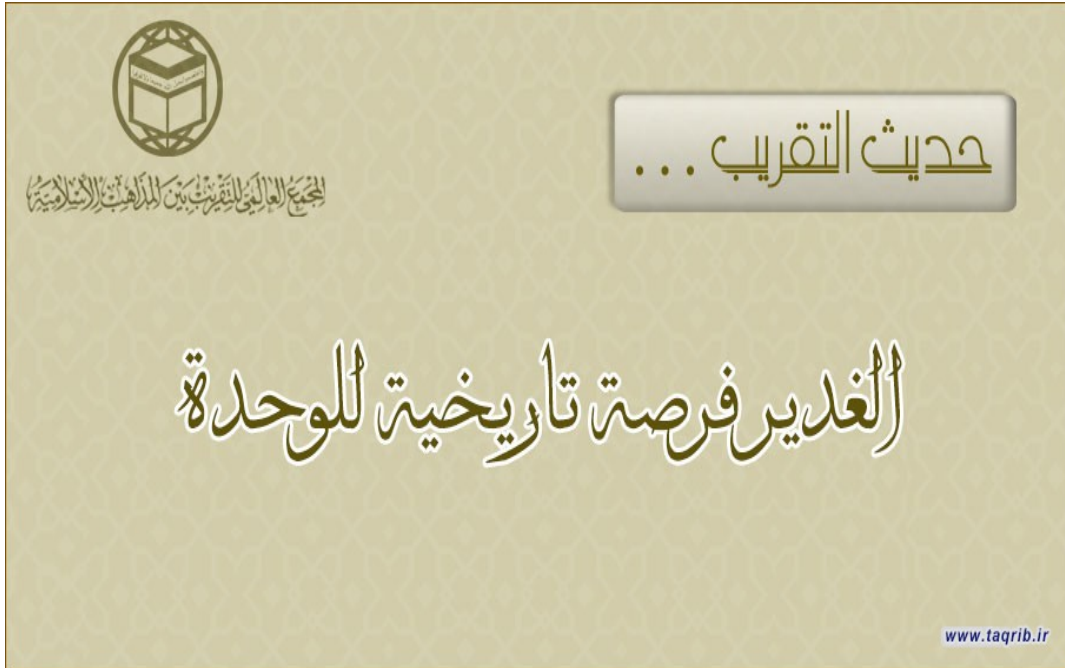 حديث التقريب ...
المجمع العالمي للتقريب بين المذاهب الإسلامية
الغدير فرصة تاريخية للوحدة
www.taqrib.ir